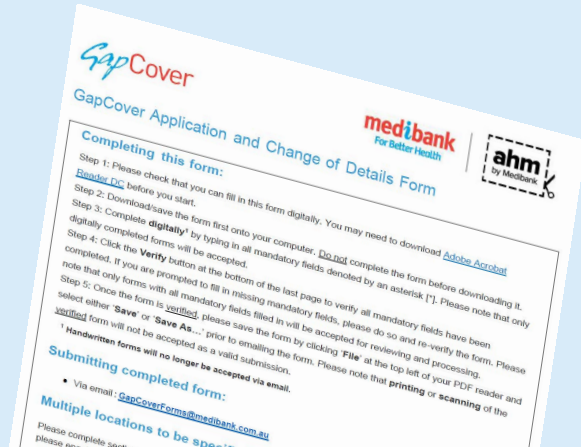 GapCover
medibank
For Better Health
ahm
by Medibank
GapCover Application and Change of Details Form
Completing this form:
Step 1: Please check that you can fill in this form digitally. You may need to download Adobe Acrobat
Reader DC before you start.
Step 2: Download/save the form first onto your computer. Do not complete the form before downloading it.
Step 3: Complete digitally¹ by typing in all mandatory fields denoted by an asterisk [*]. Please note that only
digitally completed forms will be accepted.
Step 4: Click the Verify button at the bottom of the last page to verify all mandatory fields have been
completed. If you are prompted to fill in missing mandatory fields, please do so and re-verify the form. Please
note that only forms with all mandatory fields filled in will be accepted for reviewing and processing.
Step 5: Once the form is verified, please save the form by clicking 'File' at the top left of your PDF reader and
select either 'Save' or 'Save As…' prior to emailing the form. Please note that printing or scanning of the
verified form will not be accepted as a valid submission.
¹ Handwritten forms will no longer be accepted via email.
Submitting completed form:
• Via email : GapCoverForms@medibank.com.au
Multiple locations to be
Please complete
please